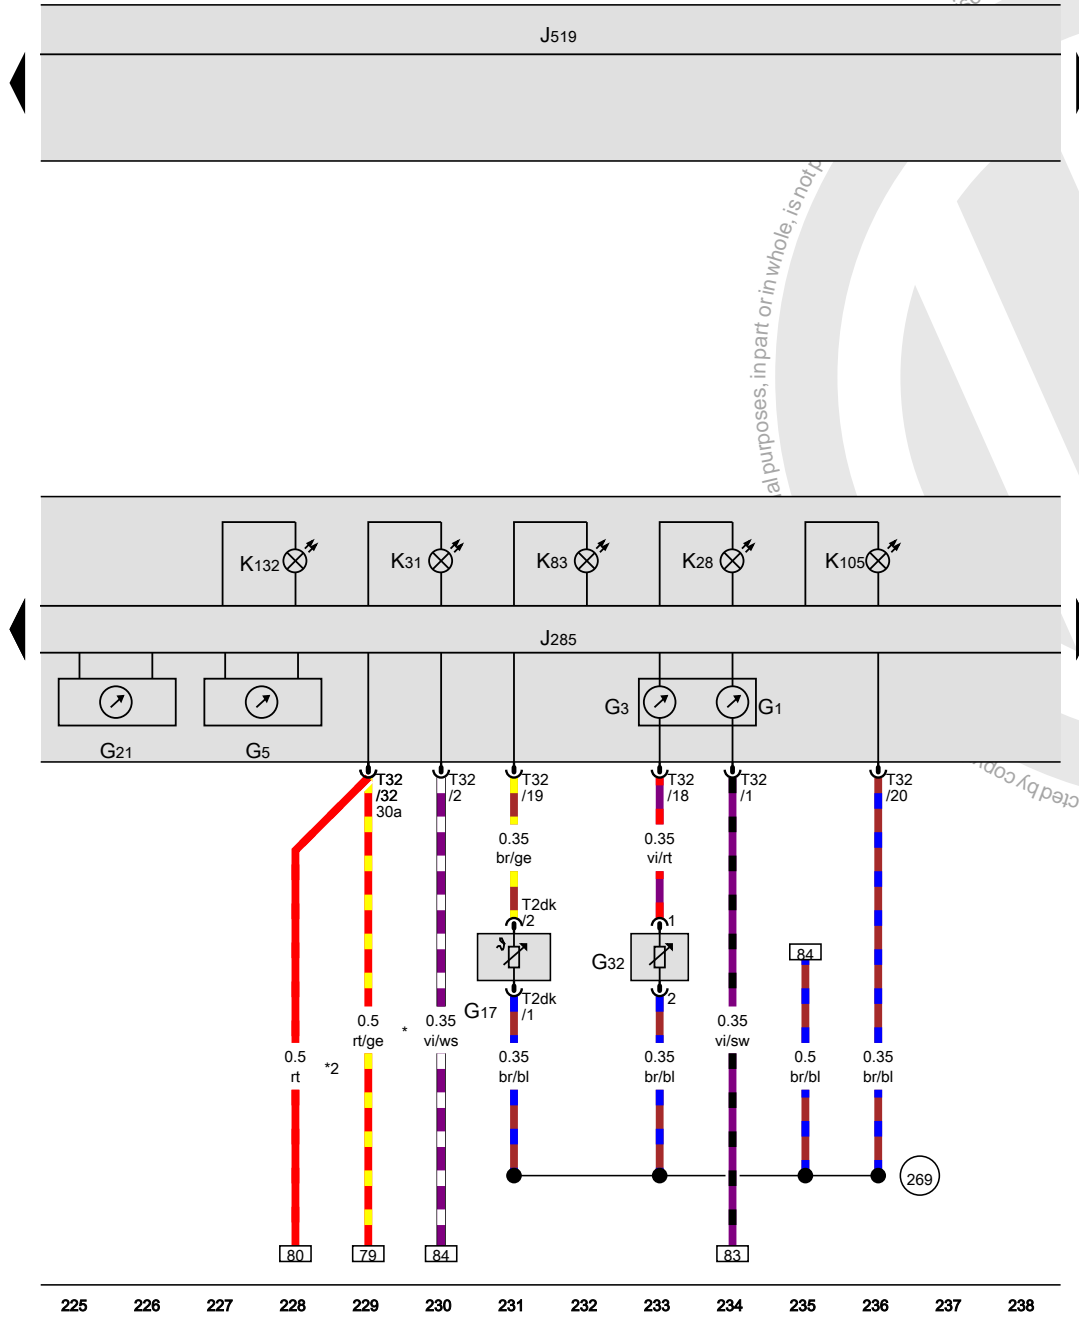 J519
al purposes, in part or in whole, is not p
K132
K31
K83
K28
K105
J285
G3
G1
G21
G5
T32
/32
30a
T32
/2
T32
/19
T32
/18
T32
/1
T32
/20
cted by copy
0.35
br/ge
0.35
vi/rt
T2dk
/2
1
G32
84
G17
T2dk
/1
2
0.5
rt/ge
*
0.35
vi/ws
0.35
vi/sw
0.5
rt
*2
0.35
br/bl
0.35
br/bl
0.5
br/bl
0.35
br/bl
269
80
79
84
83
225 226 227 228 229 230 231 232 233 234 235 236 237 238